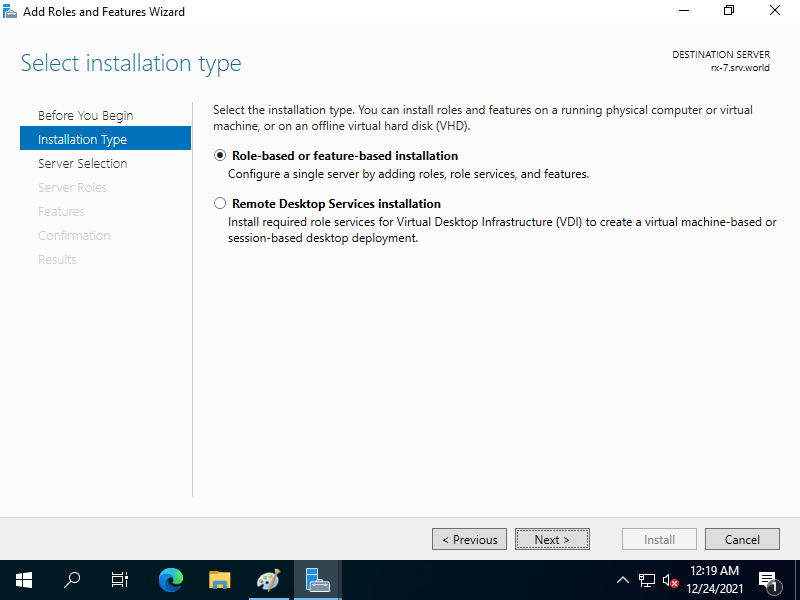 Add Roles and Features Wizard
Select installation type
DESTINATION SERVER
rx-7.srv.world
Before You Begin
Installation Type
Server Selection
Server Roles
Features
Confirmation
Results
Select the installation type. You can install roles and features on a running physical computer or virtual
machine, or on an offline virtual hard disk (VHD).
Role-based or feature-based installation
Configure a single server by adding roles, role services, and features.
Remote Desktop Services installation
Install required role services for Virtual Desktop Infrastructure (VDI) to create a virtual machine-based or
session-based desktop deployment.
< Previous
Next >
Install
Cancel
12:19 AM
12/24/2021
1